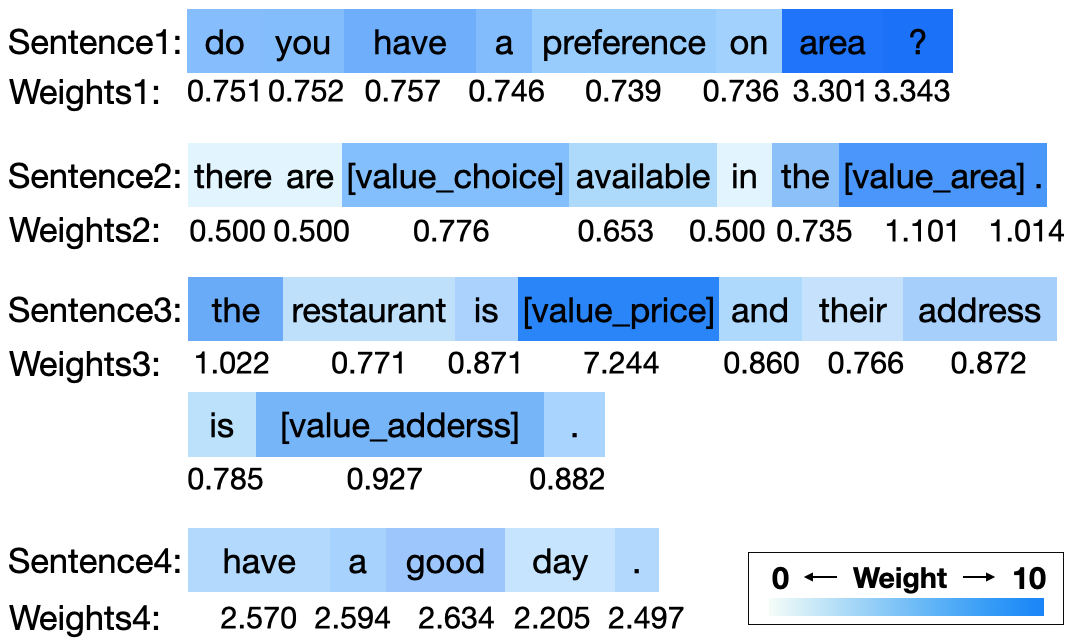 Sentence1: do you have a preference on area ?
Weights1: 0.751 0.752 0.757 0.746 0.739 0.736 3.301 3.343
Sentence2: there are [value_choice] available in the [value_area] .
Weights2: 0.500 0.500 0.776 0.653 0.500 0.735 1.101 1.014
Sentence3: the restaurant is [value_price] and their address
Weights3: 1.022 0.771 0.871 7.244 0.860 0.766 0.872
is [value_adderss] .
0.785 0.927 0.882
Sentence4: have a good day .
Weights4: 2.570 2.594 2.634 2.205 2.497
0 ← Weight → 10